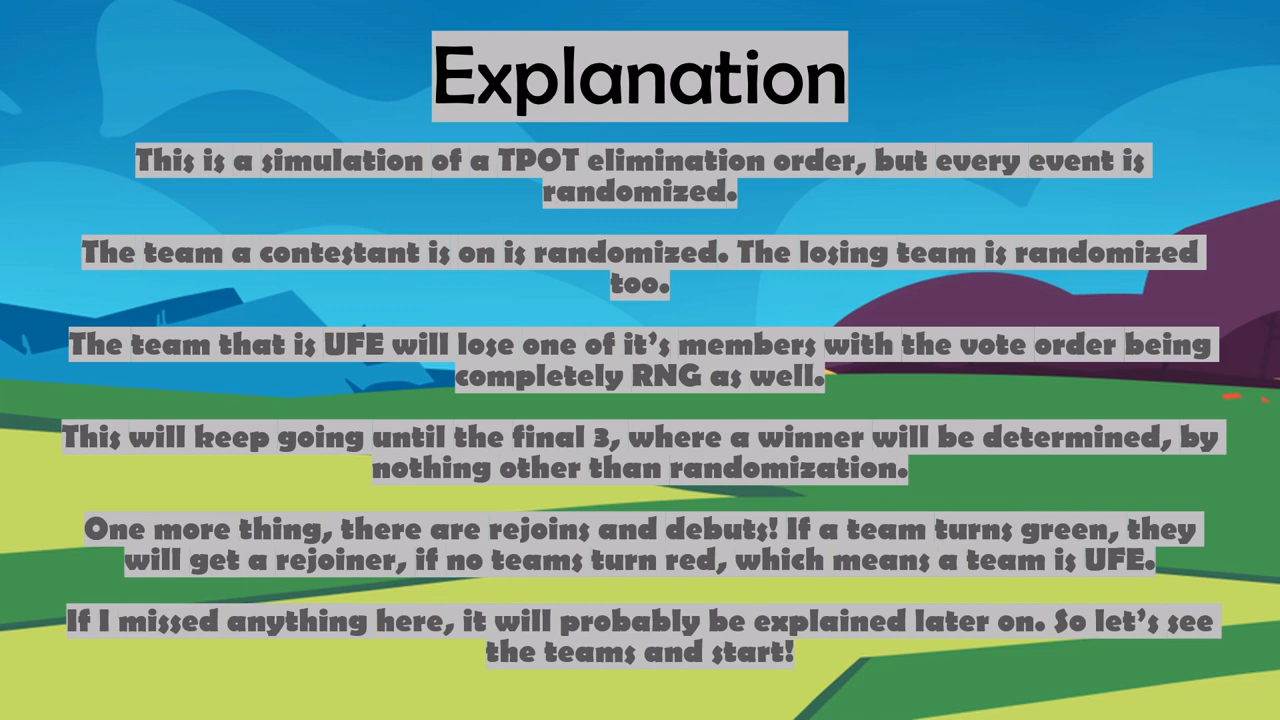 Explanation
This is a simulation of a TPOT elimination order, but every event is
randomized.
The team a contestant is on is randomized. The losing team is randomized
too.
The team that is UFE will lose one of it’s members with the vote order being
completely RNG as well.
This will keep going until the final 3, where a winner will be determined, by
nothing other than randomization.
One more thing, there are rejoins and debuts! If a team turns green, they
will get a rejoiner, if no teams turn red, which means a team is UFE.
If I missed anything here, it will probably be explained later on. So let’s see
the teams and start!